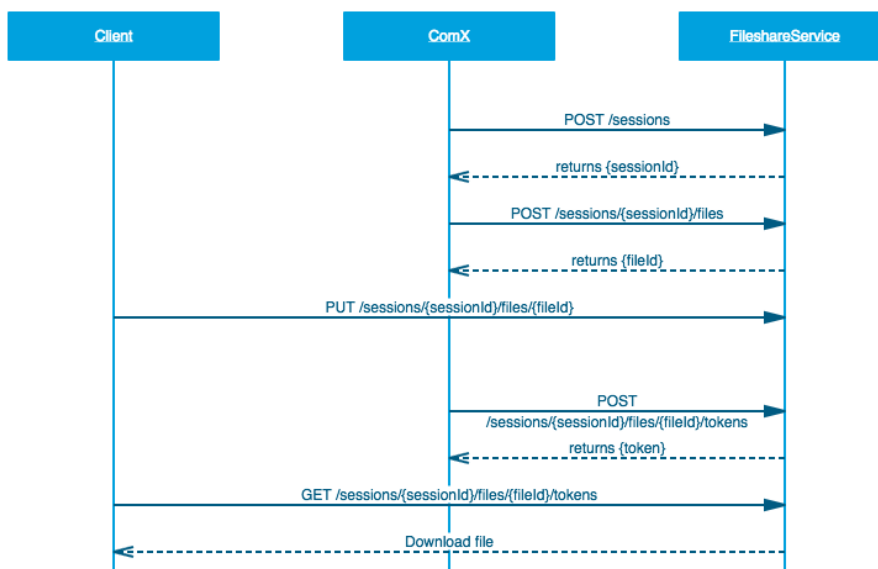 Client
ComX
FileshareService
POST /sessions
returns {sessionId}
POST /sessions/{sessionId}/files
returns {fileId}
PUT /sessions/{sessionId}/files/{fileId}
POST
/sessions/{sessionId}/files/{fileId}/tokens
returns {token}
GET /sessions/{sessionId}/files/{fileId}/tokens
Download file